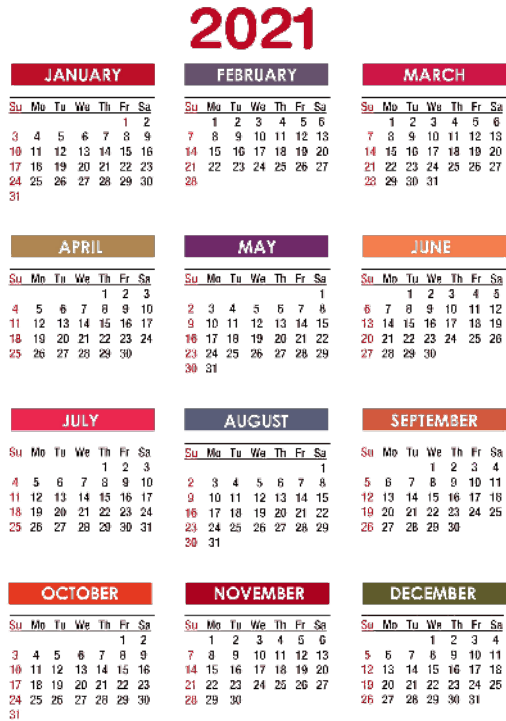 2021
JANUARY
Su Mo Tu We Th Fr Sa
1 2
3 4 5 6 7 8 9
10 11 12 13 14 15 16
17 18 19 20 21 22 23
24 25 26 27 28 29 30
31
FEBRUARY
Su Mo Tu We Th Fr Sa
1 2 3 4 5 6
7 8 9 10 11 12 13
14 15 16 17 18 19 20
21 22 23 24 25 26 27
28
MARCH
Su Mo Tu We Th Fr Sa
1 2 3 4 5 6
7 8 9 10 11 12 13
14 15 16 17 18 19 20
21 22 23 24 25 26 27
28 29 30 31
APRIL
Su Mo Tu We Th Fr Sa
1 2 3
4 5 6 7 8 9 10
11 12 13 14 15 16 17
18 19 20 21 22 23 24
25 26 27 28 29 30
MAY
Su Mo Tu We Th Fr Sa
1
2 3 4 5 6 7 8
9 10 11 12 13 14 15
16 17 18 19 20 21 22
23 24 25 26 27 28 29
30 31
JUNE
Su Mo Tu We Th Fr Sa
1 2 3 4 5
6 7 8 9 10 11 12
13 14 15 16 17 18 19
20 21 22 23 24 25 26
27 28 29 30
JULY
Su Mo Tu We Th Fr Sa
1 2 3
4 5 6 7 8 9 10
11 12 13 14 15 16 17
18 19 20 21 22 23 24
25 26 27 28 29 30 31
AUGUST
Su Mo Tu We Th Fr Sa
1
2 3 4 5 6 7 8
9 10 11 12 13 14 15
16 17 18 19 20 21 22
23 24 25 26 27 28 29
30 31
SEPTEMBER
Su Mo Tu We Th Fr Sa
1 2 3 4
5 6 7 8 9 10 11
12 13 14 15 16 17 18
19 20 21 22 23 24 25
26 27 28 29 30
OCTOBER
Su Mo Tu We Th Fr Sa
1 2
3 4 5 6 7 8 9
10 11 12 13 14 15 16
17 18 19 20 21 22 23
24 25 26 27 28 29 30
31
NOVEMBER
Su Mo Tu We Th Fr Sa
1 2 3 4 5 6
7 8 9 10 11 12 13
14 15 16 17 18 19 20
21 22 23 24 25 26 27
28 29 30
DECEMBER
Su Mo Tu We Th Fr Sa
1 2 3 4
5 6 7 8 9 10 11
12 13 14 15 16 17 18
19 20 21 22 23 24 25
26 27 28 29 30 31